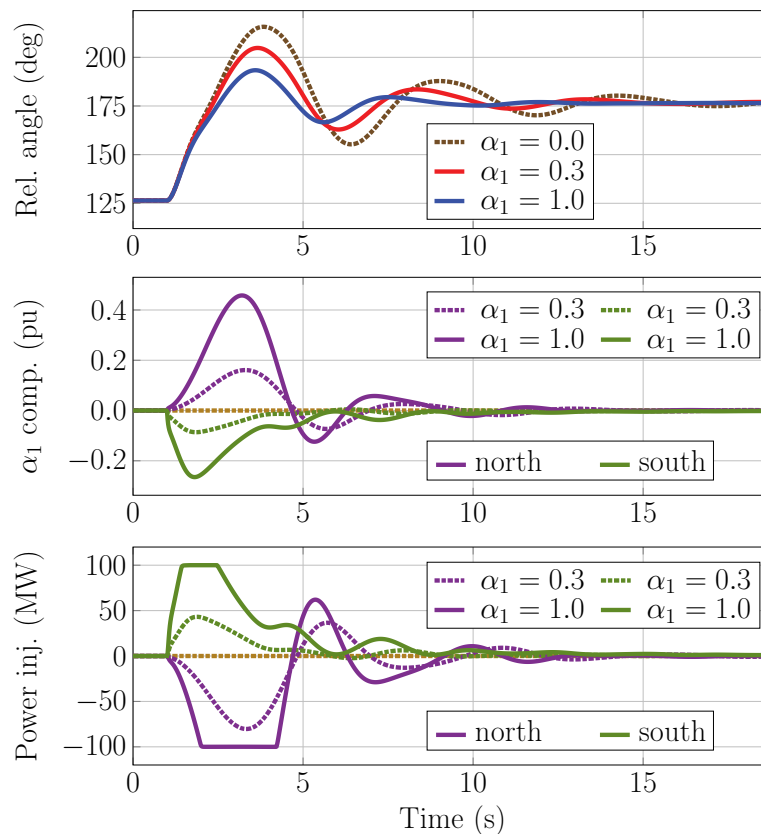 Rel. angle (deg)
200
175
150
125
α₁ = 0.0
α₁ = 0.3
α₁ = 1.0
0 5 10 15
α₁ comp. (pu)
0.4
0.2
0.0
−0.2
α₁ = 0.3 α₁ = 0.3
α₁ = 1.0 α₁ = 1.0
north south
0 5 10 15
Power inj. (MW)
100
50
0
−50
−100
α₁ = 0.3 α₁ = 0.3
α₁ = 1.0 α₁ = 1.0
north south
0 5 10 15
Time (s)